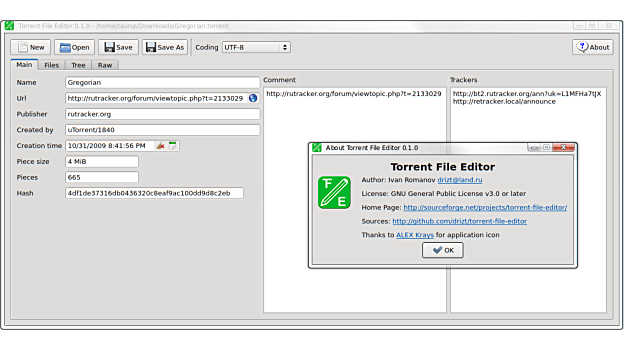 Torrent File Editor 0.1.0 - /home/taurus/Downloads/Gregorian.torrent
New Open Save Save As Coding UTF-8 About
Main Files Tree Raw
Name Gregorian
Url http://rutracker.org/forum/viewtopic.php?t=2133029
Publisher rutracker.org
Created by uTorrent/1840
Creation time 10/31/2009 8:41:56 PM
Piece size 4 MiB
Pieces 665
Hash 4df1de37316db0436320c8eaf9ac100dd9d8c2eb
Comment
http://rutracker.org/forum/viewtopic.php?t=2133029
Trackers
http://bt2.rutracker.org/ann?uk=L1MFHa7tJX
http://retracker.local/announce
About Torrent File Editor 0.1.0
Torrent File Editor
Author: Ivan Romanov drizt@land.ru
License: GNU General Public License v3.0 or later
Home Page: http://sourceforge.net/projects/torrent-file-editor/
Sources: http://github.com/drizt/torrent-file-editor
Thanks to ALEX Krays for application icon
F E
OK